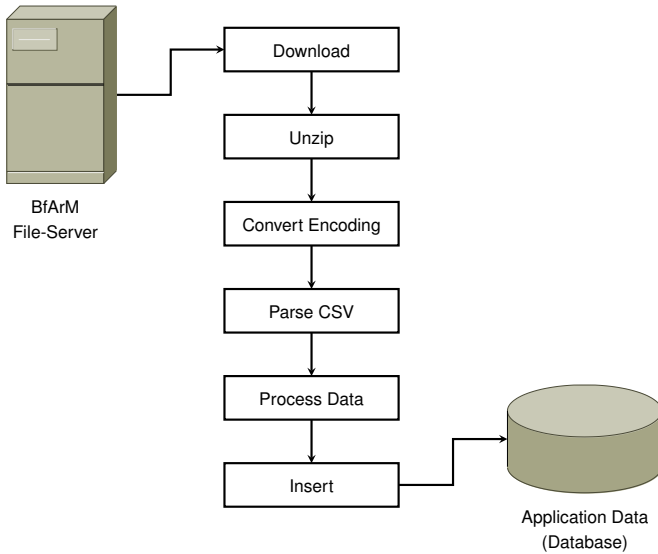 Download
Unzip
BfArM
File-Server
Convert Encoding
Parse CSV
Process Data
Insert
Application Data
(Database)